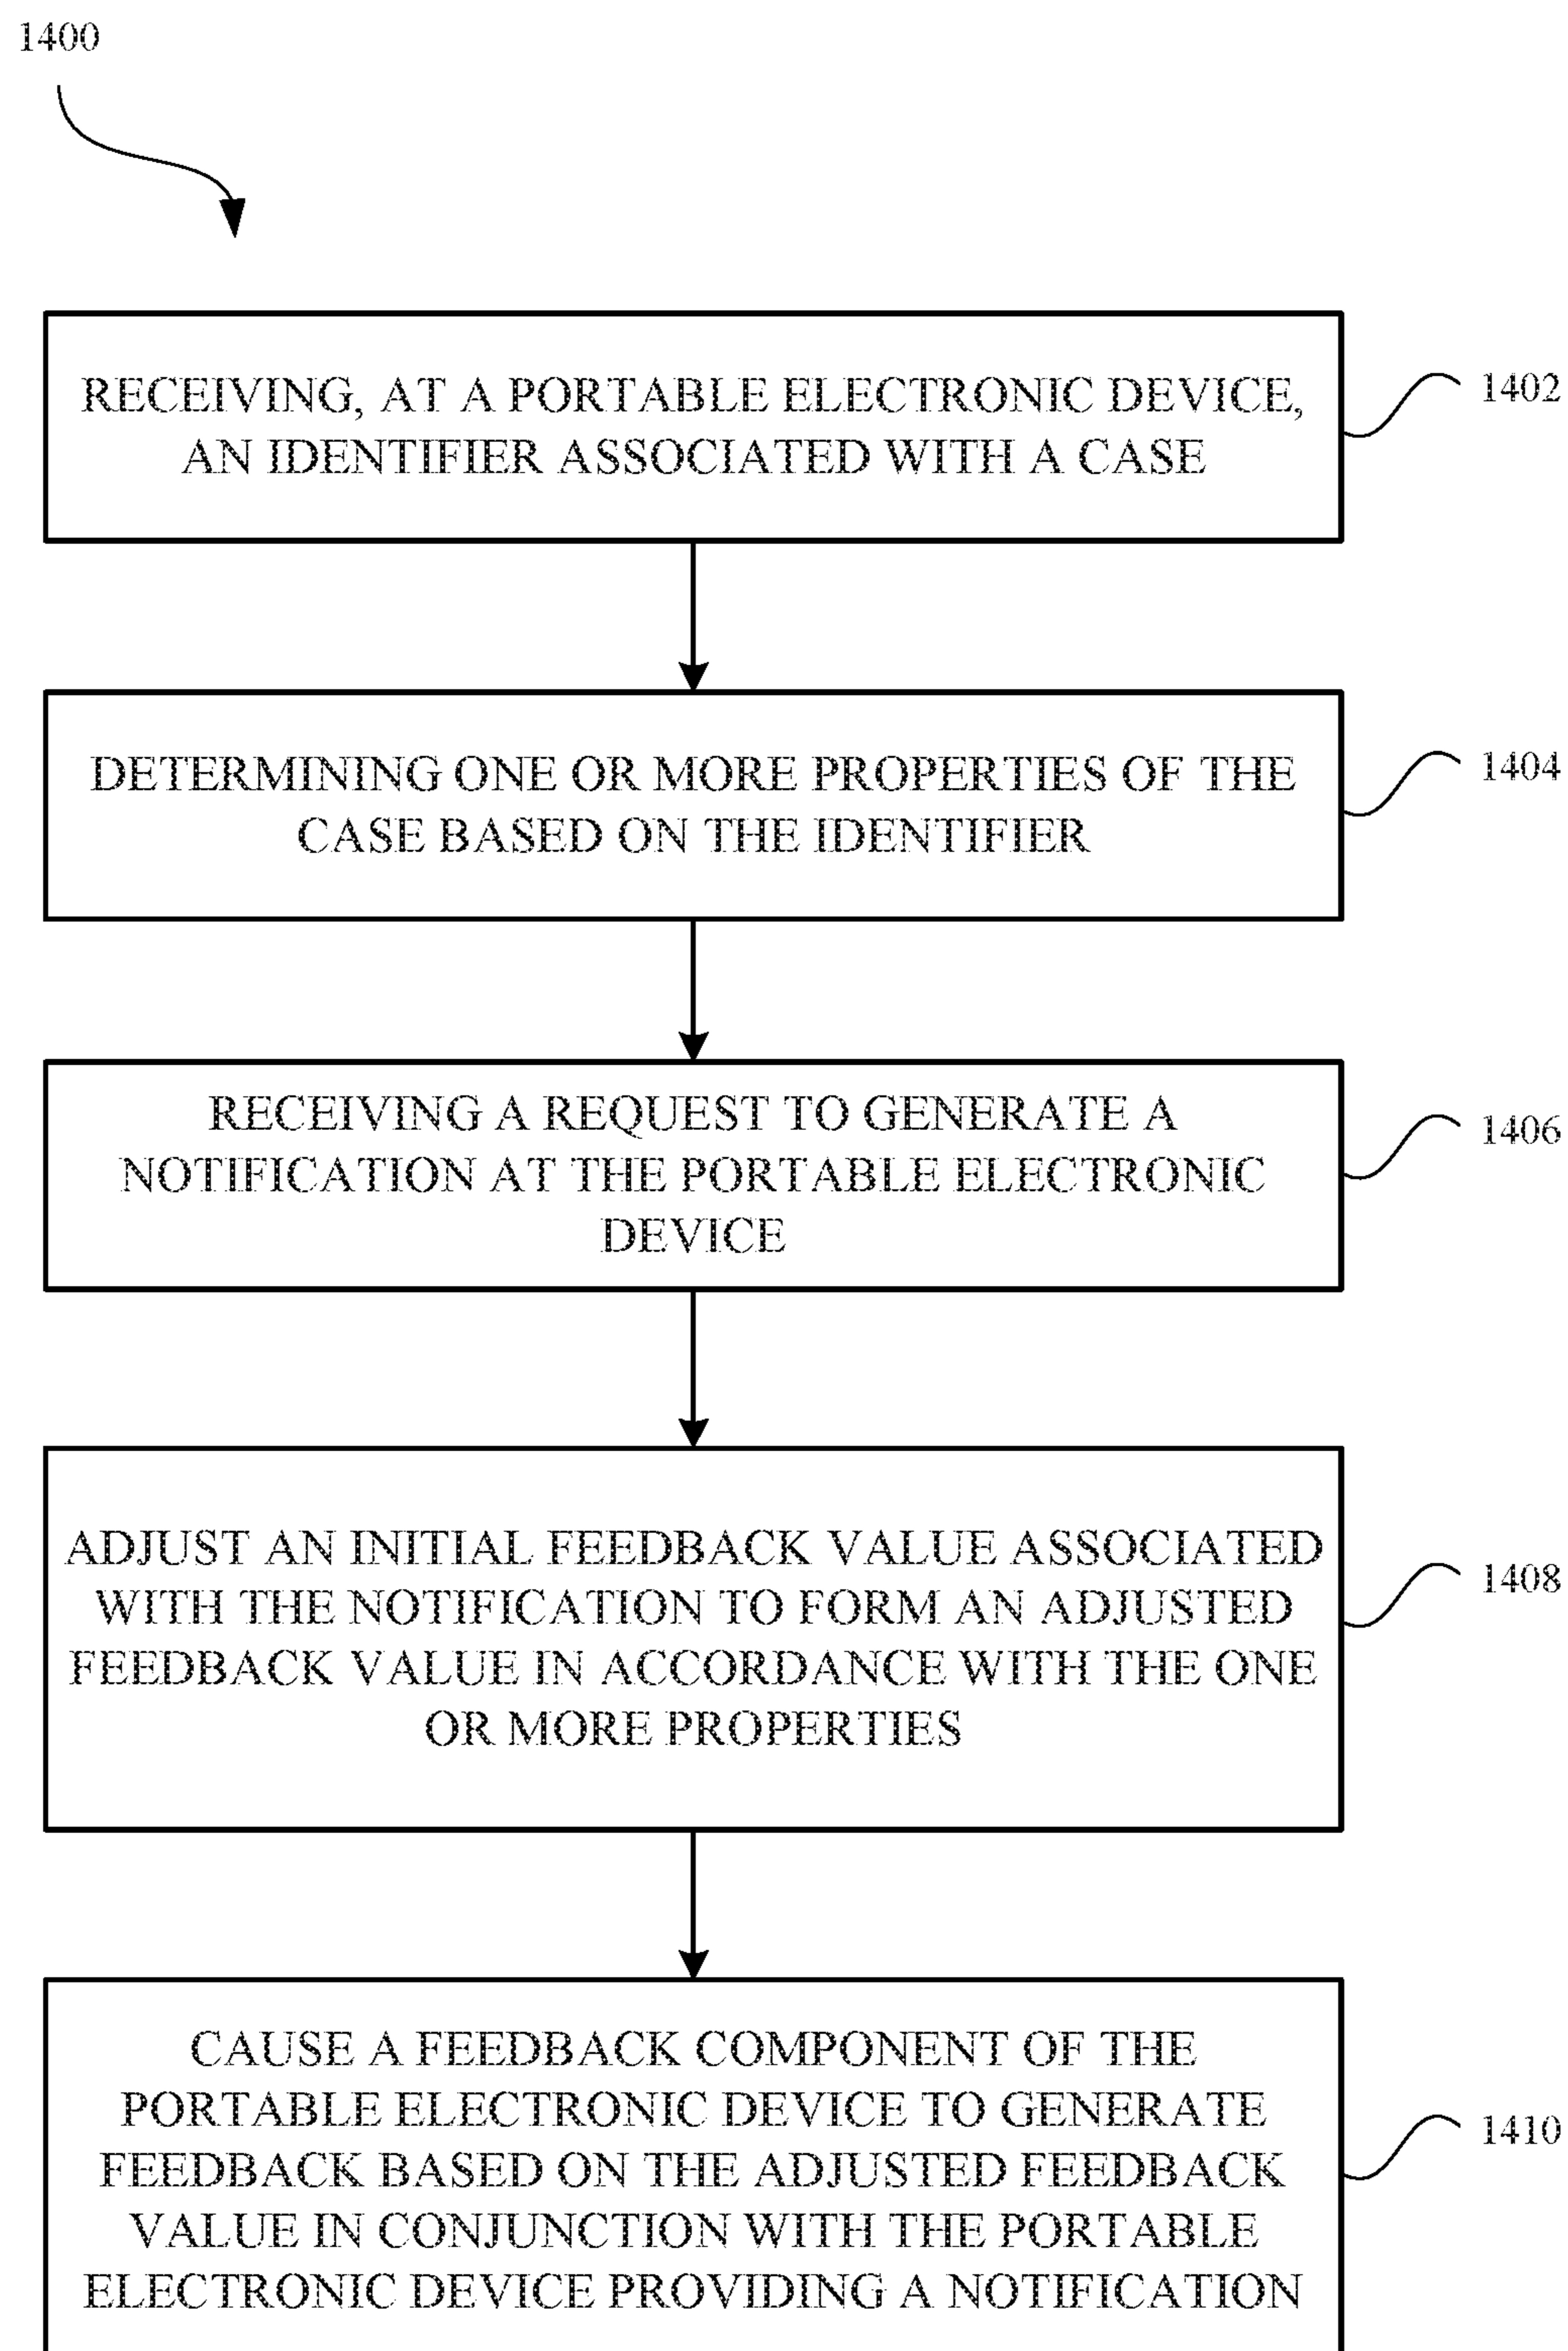 1400
RECEIVING, AT A PORTABLE ELECTRONIC DEVICE,
AN IDENTIFIER ASSOCIATED WITH A CASE
1402
DETERMINING ONE OR MORE PROPERTIES OF THE
CASE BASED ON THE IDENTIFIER
1404
RECEIVING A REQUEST TO GENERATE A
NOTIFICATION AT THE PORTABLE ELECTRONIC
DEVICE
1406
ADJUST AN INITIAL FEEDBACK VALUE ASSOCIATED
WITH THE NOTIFICATION TO FORM AN ADJUSTED
FEEDBACK VALUE IN ACCORDANCE WITH THE ONE
OR MORE PROPERTIES
1408
CAUSE A FEEDBACK COMPONENT OF THE
PORTABLE ELECTRONIC DEVICE TO GENERATE
FEEDBACK BASED ON THE ADJUSTED FEEDBACK
VALUE IN CONJUNCTION WITH THE PORTABLE
ELECTRONIC DEVICE PROVIDING A NOTIFICATION
1410